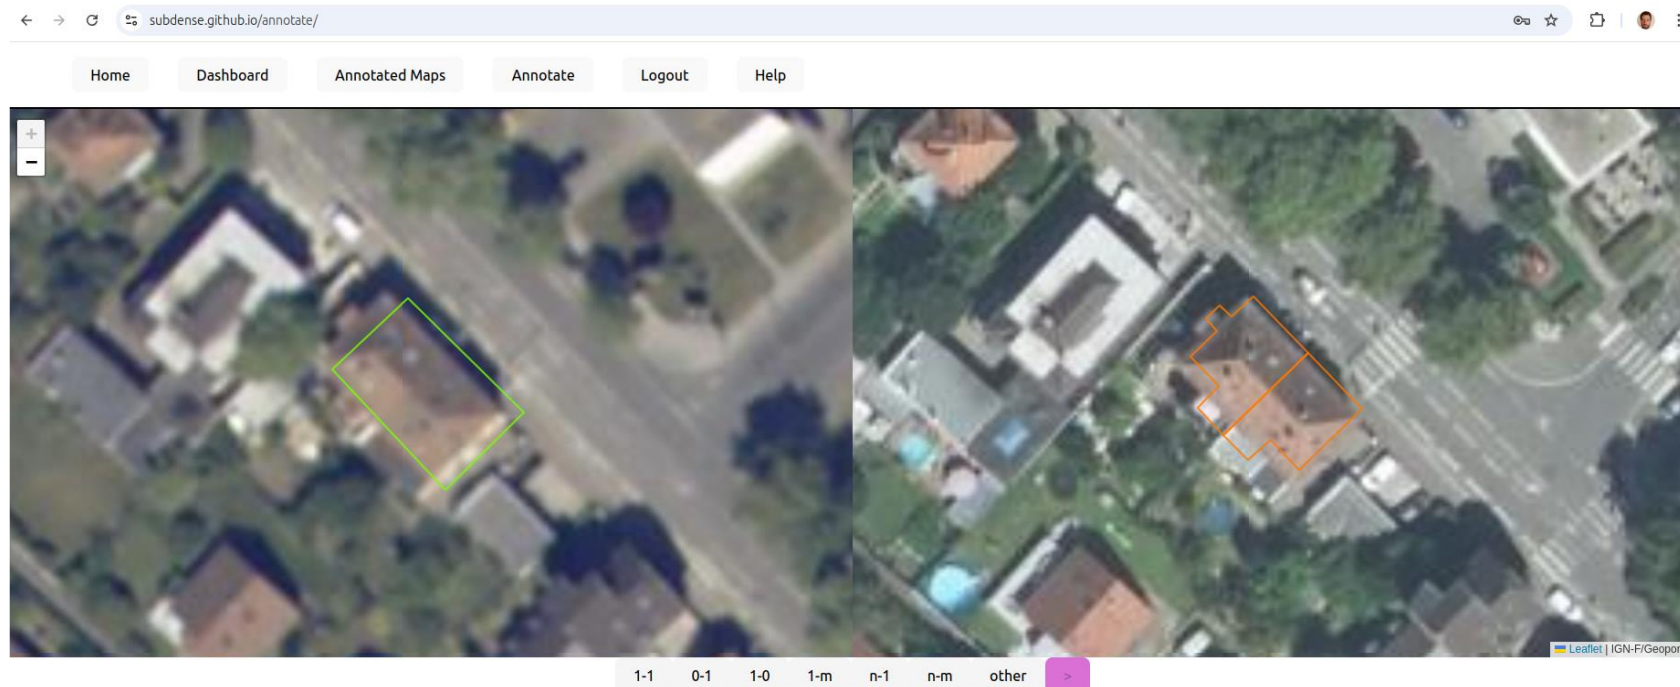 subdense.github.io/annotate/
Home Dashboard Annotated Maps Annotate Logout Help
+
−
Leaflet | IGN-F/Geopor
1-1 0-1 1-0 1-m n-1 n-m other >